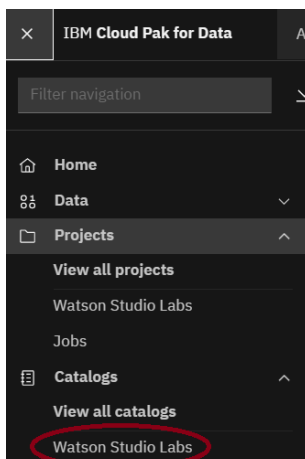 IBM Cloud Pak for Data
A
Filter navigation
Home
Data
Projects
View all projects
Watson Studio Labs
Jobs
Catalogs
View all catalogs
Watson Studio Labs